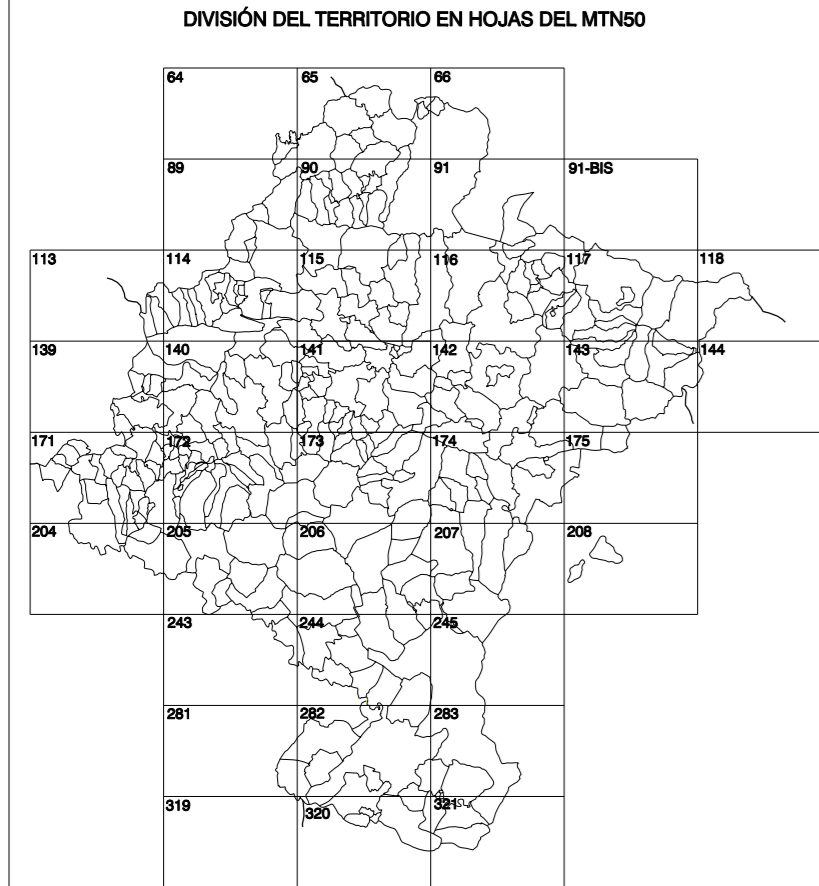 DIVISIÓN DEL TERRITORIO EN HOJAS DEL MTN50
64 65 66
89 90 91 91-BIS
113 114 115 116 117 118
139 140 141 142 143 144
171 172 173 174 175
204 205 206 207 208
243 244 245
281 282 283
319 320 321